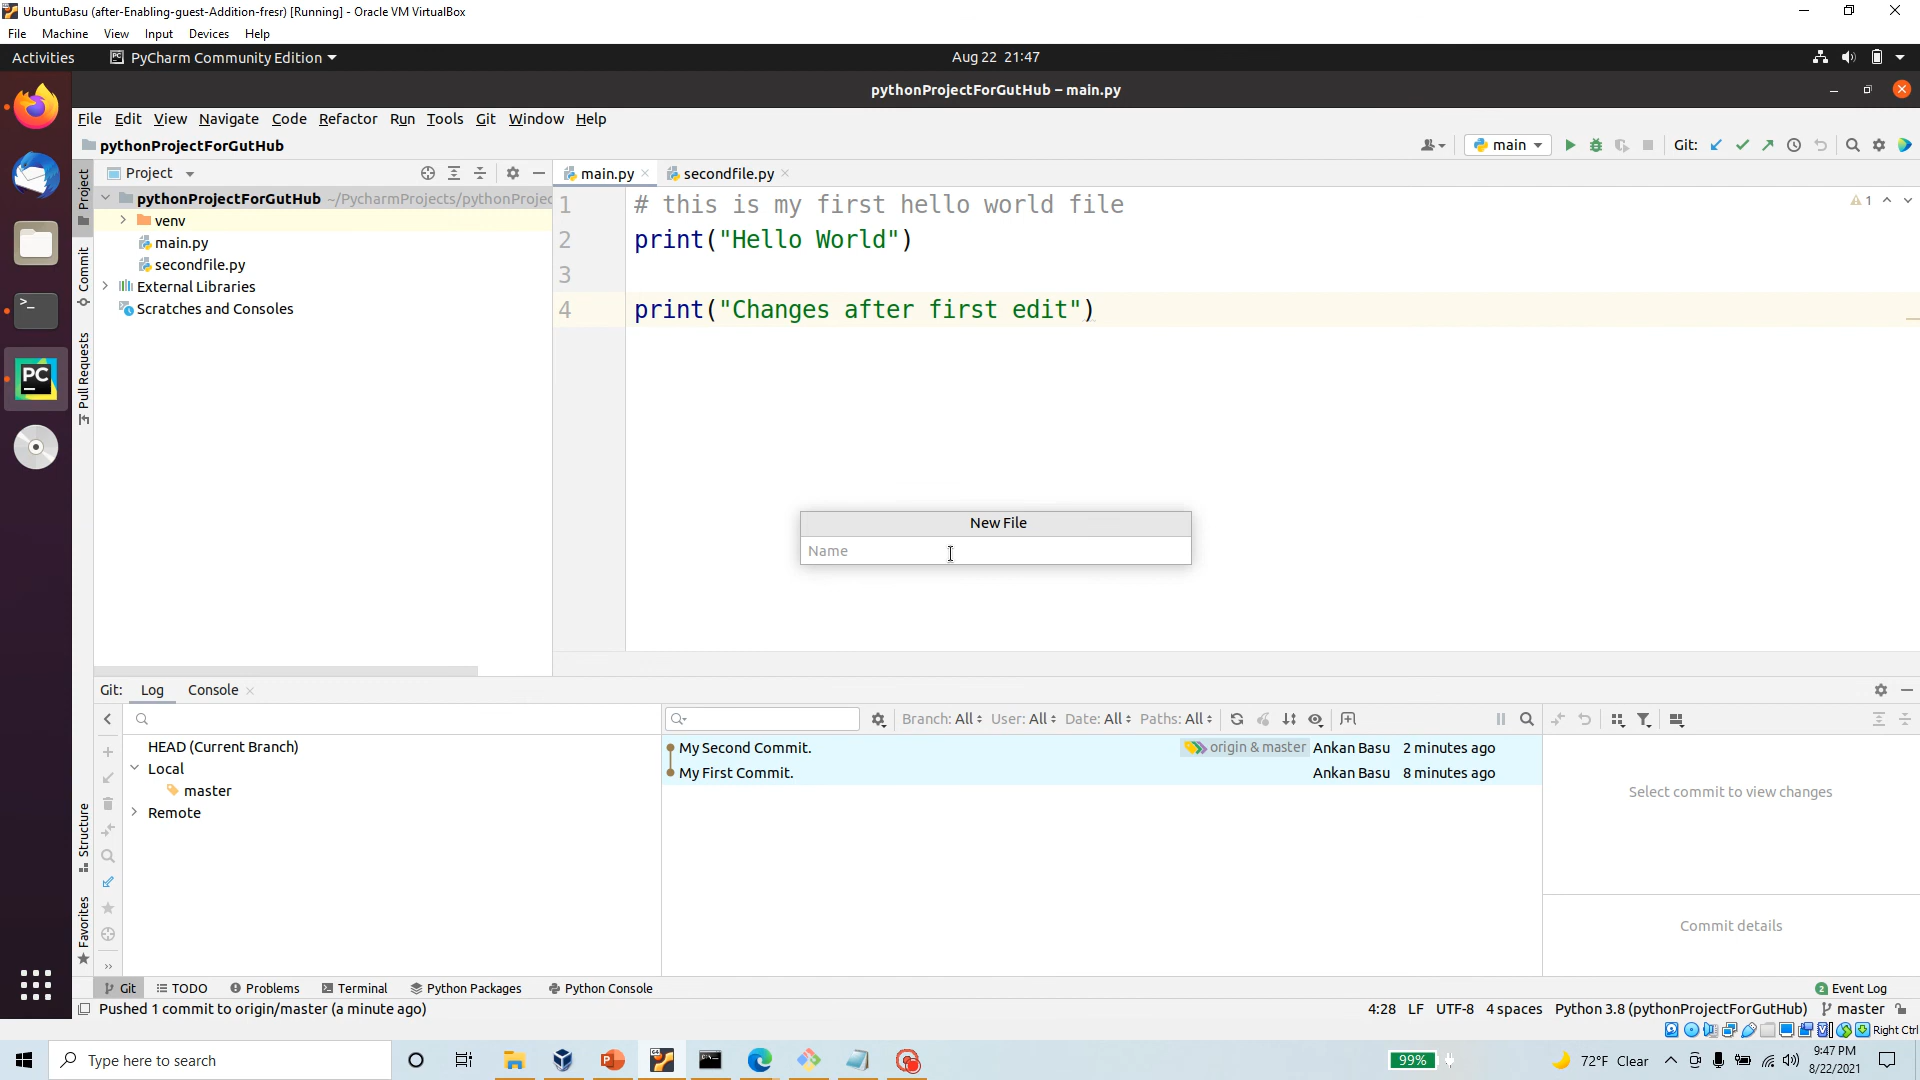 UbuntuBasu (after-Enabling-guest-Addition-fresr) [Running] - Oracle VM VirtualBox
File Machine View Input Devices Help
Activities PyCharm Community Edition Aug 22 21:47
pythonProjectForGutHub – main.py
File Edit View Navigate Code Refactor Run Tools Git Window Help
pythonProjectForGutHub main Git:
Project main.py secondfile.py
pythonProjectForGutHub ~/PycharmProjects/pythonProjec
venv
main.py
secondfile.py
External Libraries
Scratches and Consoles
1 # this is my first hello world file
2 print("Hello World")
3
4 print("Changes after first edit")
1
Project
Commit
Pull Requests
Structure
Favorites
New File
Name
Git: Log Console
Branch: All User: All Date: All Paths: All
HEAD (Current Branch)
Local
master
Remote
My Second Commit. origin & master Ankan Basu 2 minutes ago
My First Commit. Ankan Basu 8 minutes ago
Select commit to view changes
Commit details
Git TODO Problems Terminal Python Packages Python Console 2 Event Log
Pushed 1 commit to origin/master (a minute ago) 4:28 LF UTF-8 4 spaces Python 3.8 (pythonProjectForGutHub) master
Right Ctrl
Type here to search 99% 72°F Clear 9:47 PM
8/22/2021